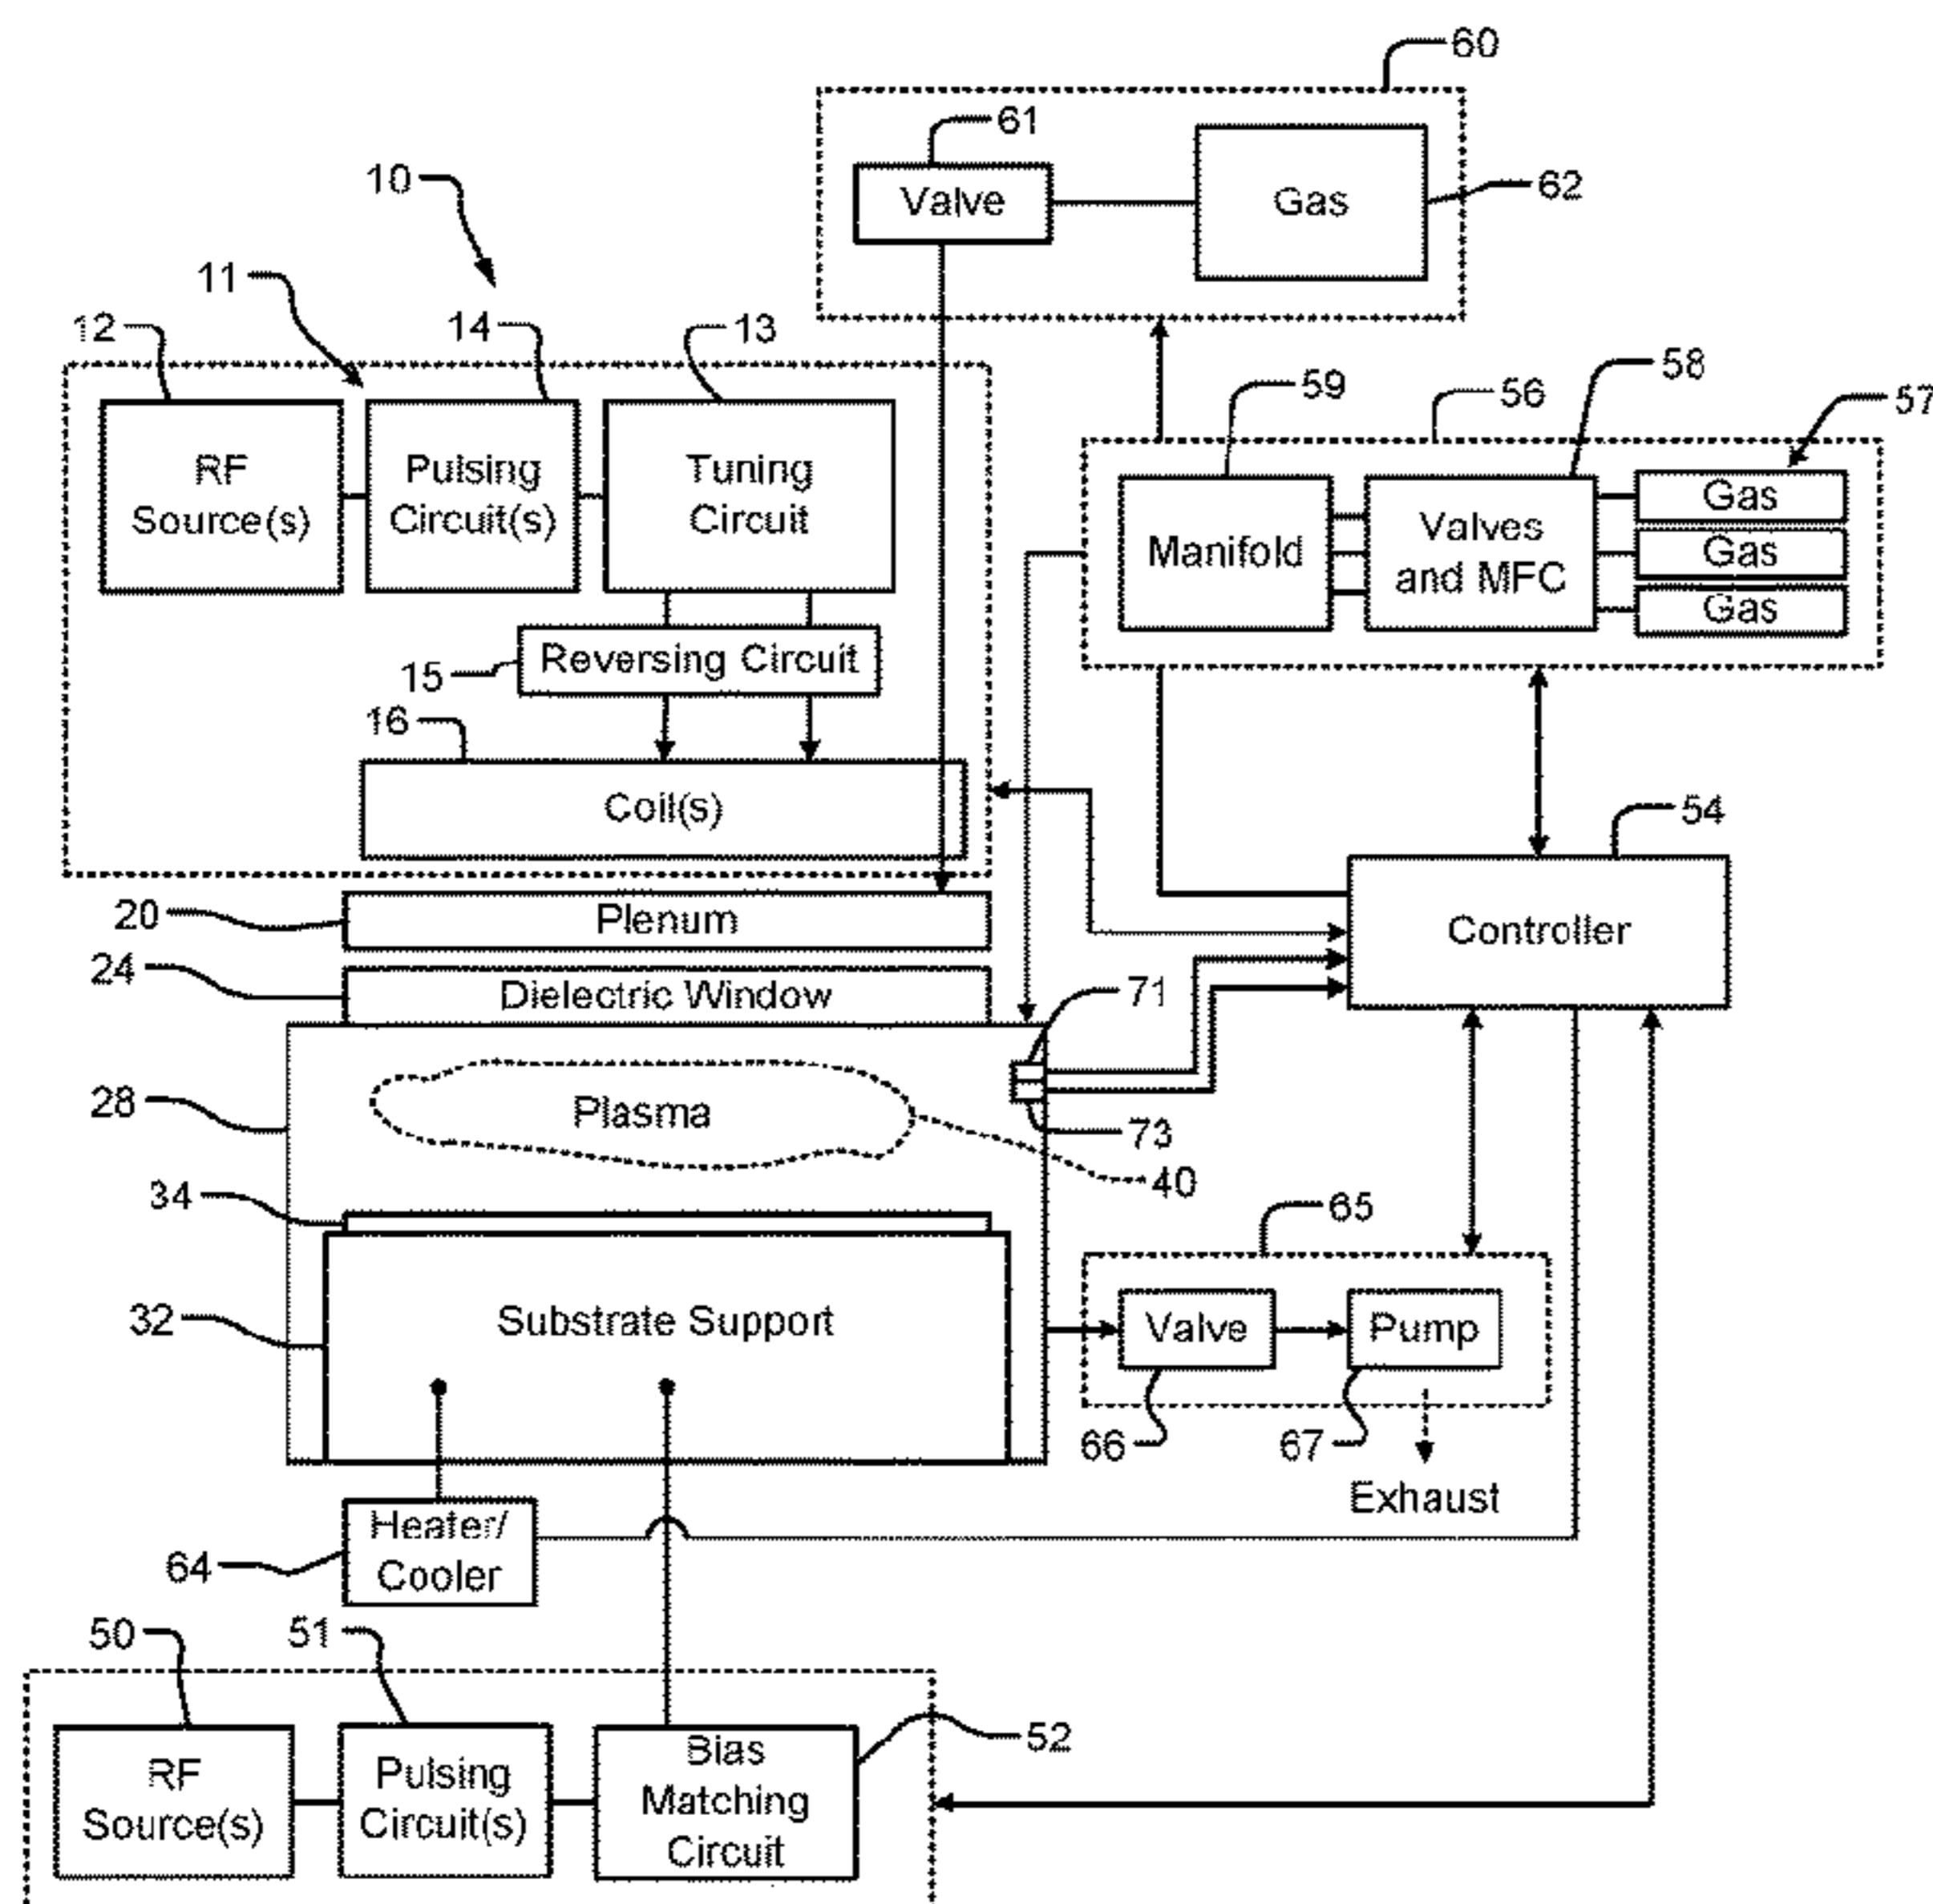 60
61
Valve
Gas
62
10
11
12
14
13
RF
Source(s)
Pulsing
Circuit(s)
Tuning
Circuit
59
56
58
57
Manifold
Valves
and MFC
Gas
Gas
Gas
15
Reversing Circuit
16
Coil(s)
54
Controller
20
Plenum
24
Dielectric Window
71
28
Plasma
73
40
34
65
32
Substrate Support
Valve
Pump
66
67
Exhaust
Heater/
Cooler
64
50
51
52
RF
Source(s)
Pulsing
Circuit(s)
Bias
Matching
Circuit